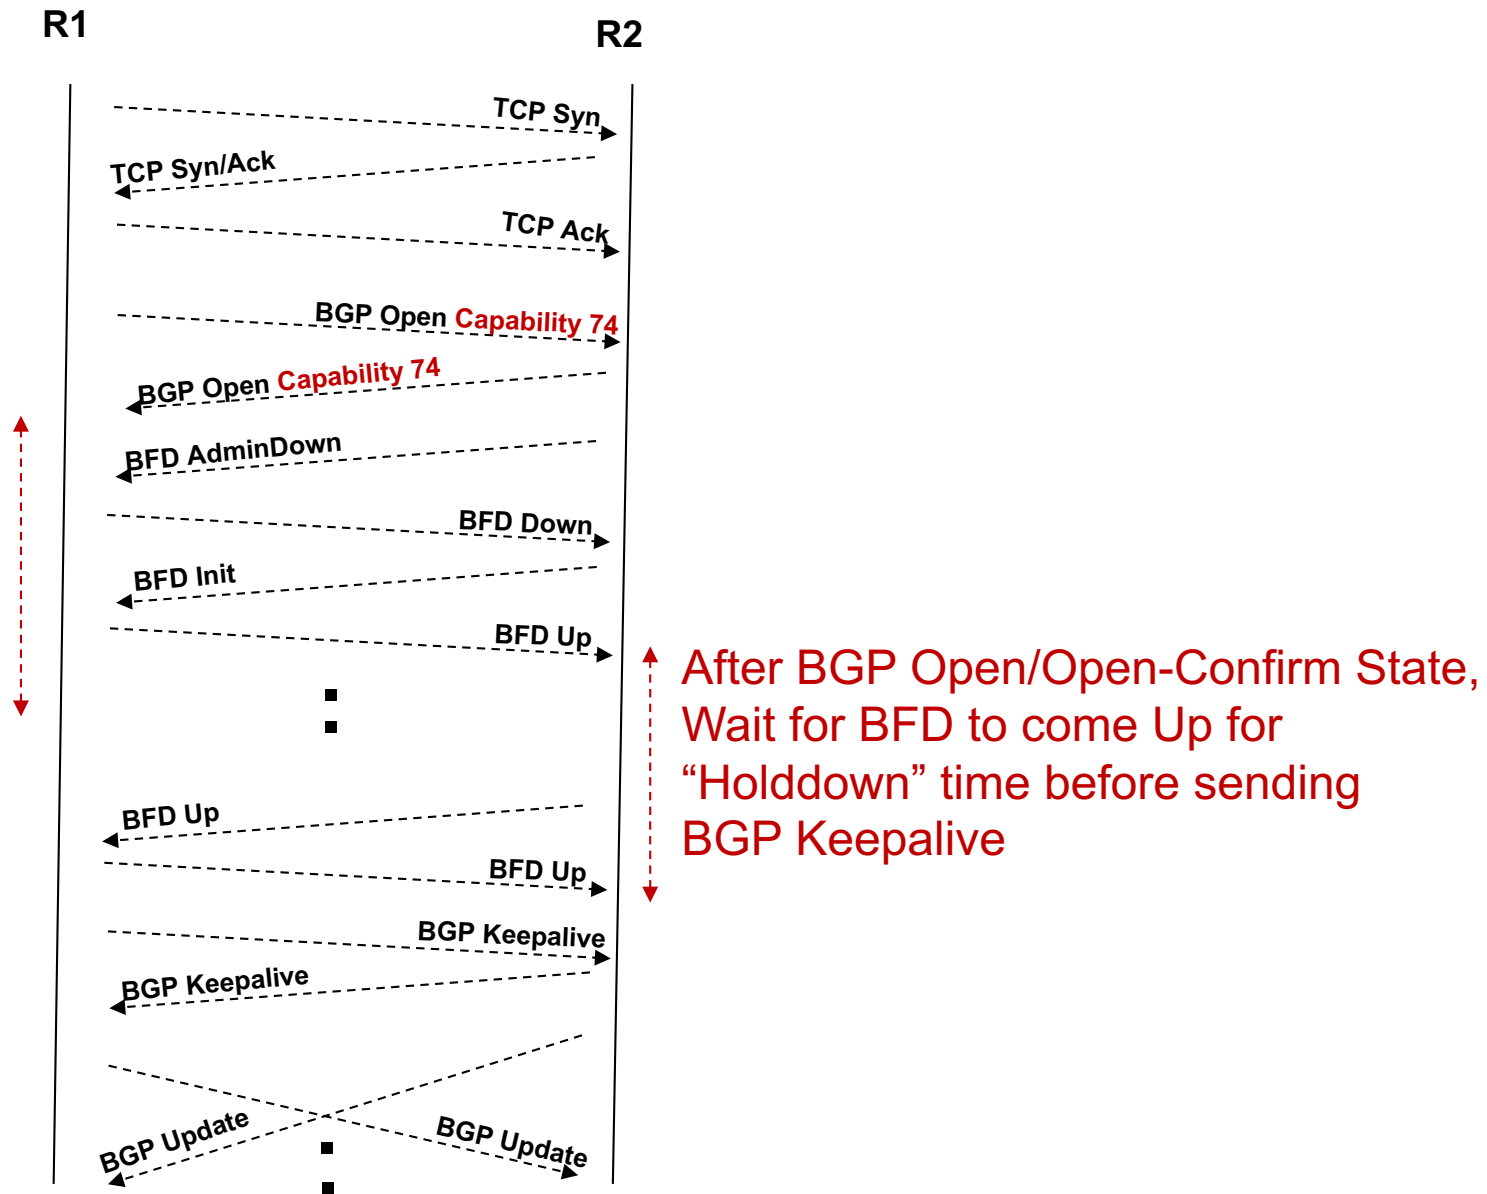 R1
R2
TCP Syn
TCP Syn/Ack
TCP Ack
BGP Open Capability 74
BGP Open Capability 74
BFD AdminDown
BFD Down
BFD Init
BFD Up
After BGP Open/Open-Confirm State,
Wait for BFD to come Up for
“Holddown” time before sending
BGP Keepalive
BFD Up
BFD Up
BGP Keepalive
BGP Keepalive
BGP Update
BGP Update